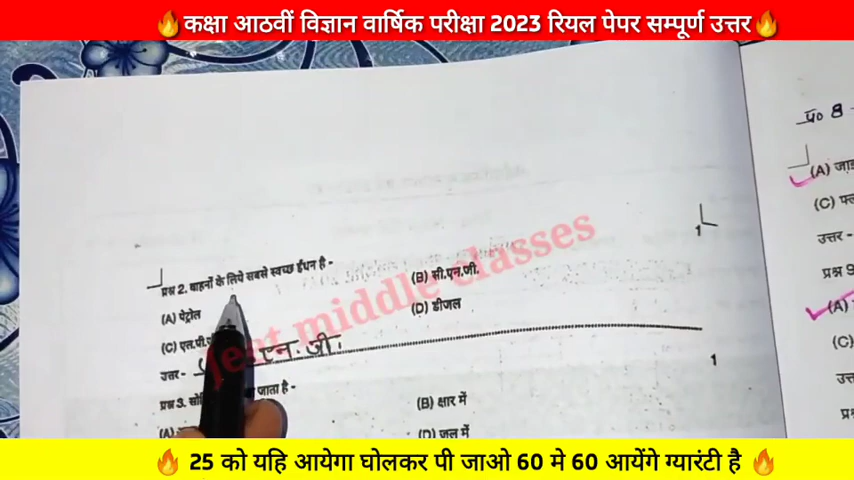 🔥कक्षा आठवीं विज्ञान वार्षिक परीक्षा 2023 रियल पेपर सम्पूर्ण उत्तर🔥
1
प्रश्न 2. वाहनों के लिये सबसे स्वच्छ ईंधन है -
(A) पेट्रोल
(B) सी.एन.जी.
(C) एल.पी.
(D) डीजल
उत्तर - एन. जी.
1
प्रश्न 3. जाता है -
(B) क्षार में
(A)
(D) जल में
Jeet middle classes
प्र० 8
(A)
(C)
उत्तर -
प्रश्न 9
(A)
(C)
🔥 25 को यहि आयेगा घोलकर पी जाओ 60 मे 60 आयेंगे ग्यारंटी है 🔥